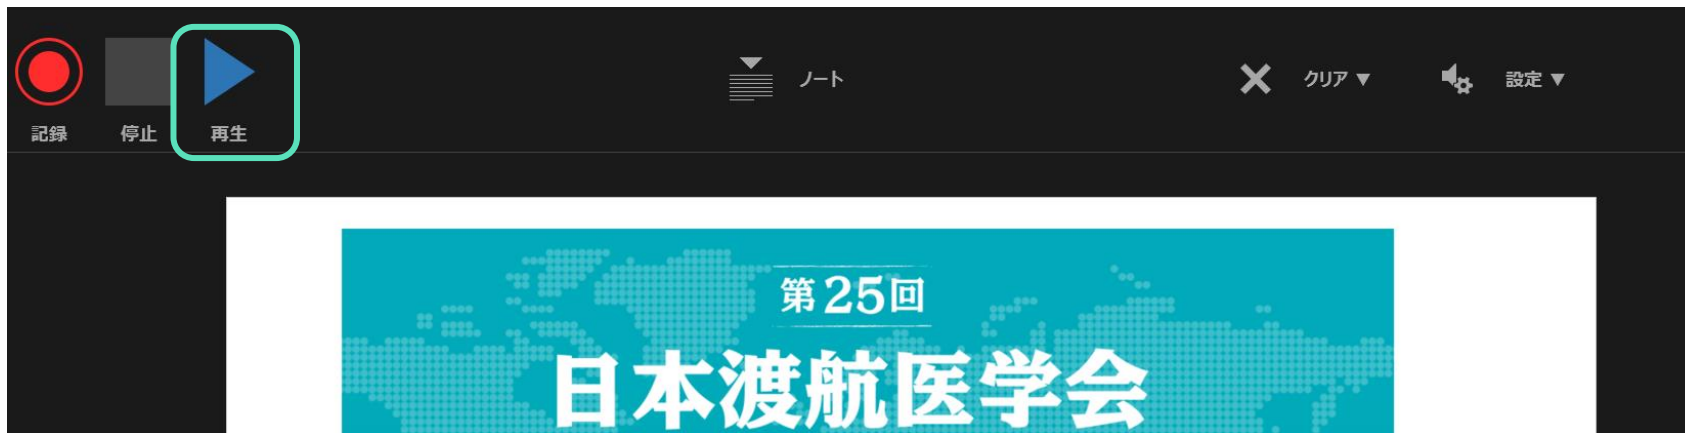 記録
停止
再生
ノート
クリア ▼
設定 ▼
第25回
日本渡航医学会